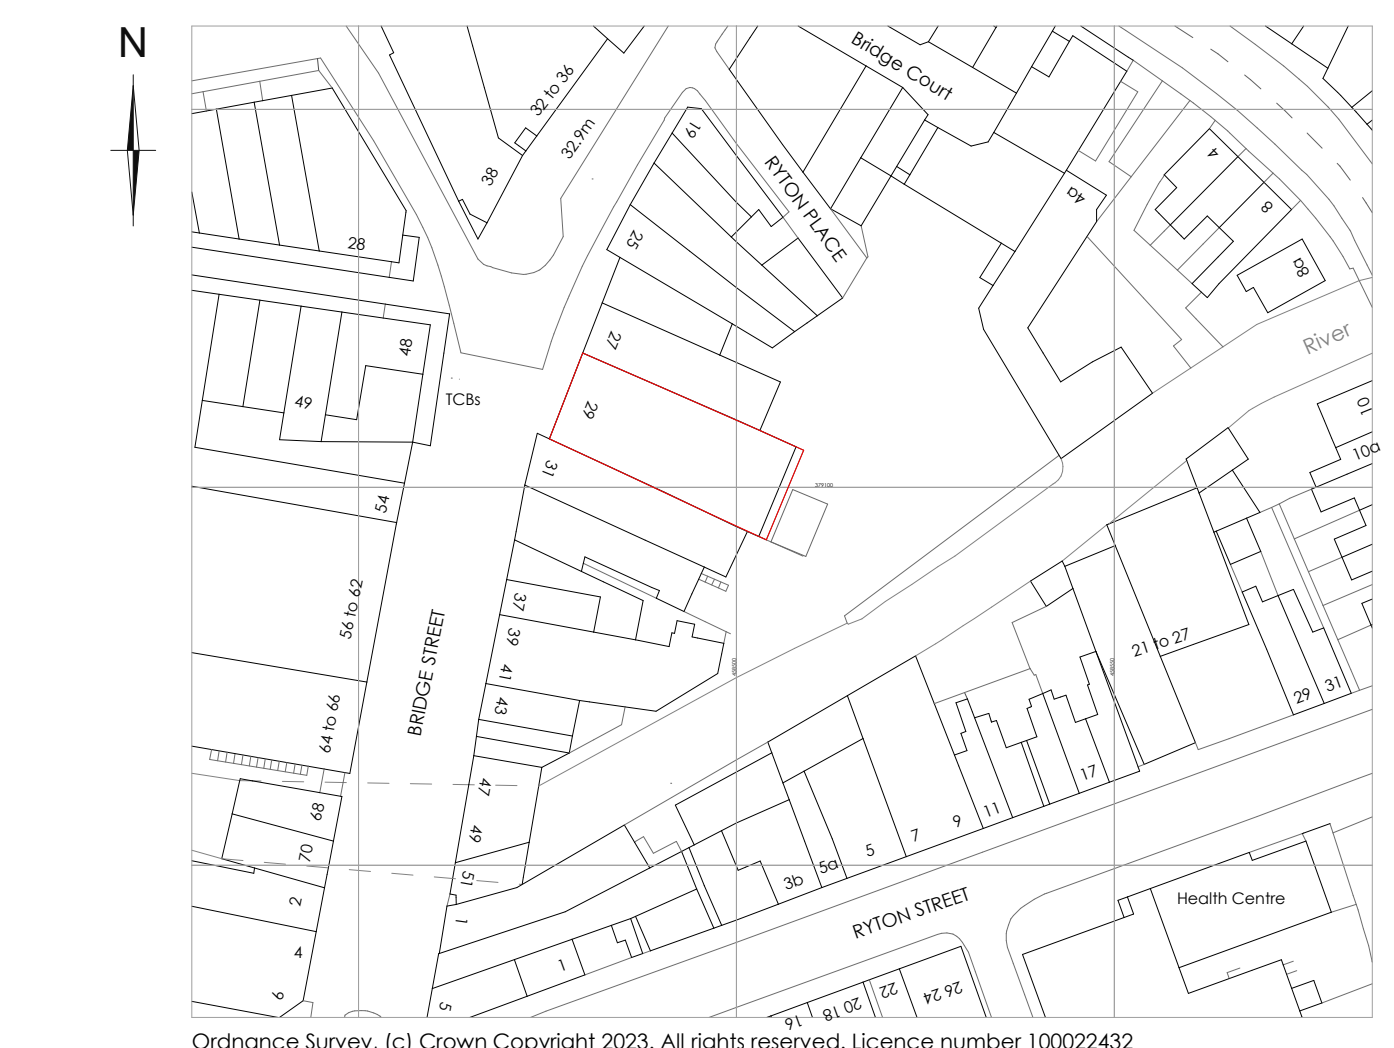 N
Bridge Court
32 to 36
32.9m
38
19
RYTON PLACE
4
4a
8
8a
28
25
River
27
48
49
TCBs
29
10
10a
31
54
379100
56 to 62
37
39
41
43
BRIDGE STREET
64 to 66
458500
458550
21 to 27
29
31
47
49
51
68
70
17
11
9
7
5
5a
3b
2
1
4
6
1
5
RYTON STREET
Health Centre
16
18
20
22
24
26
Ordnance Survey, (c) Crown Copyright 2023. All rights reserved. Licence number 100022432